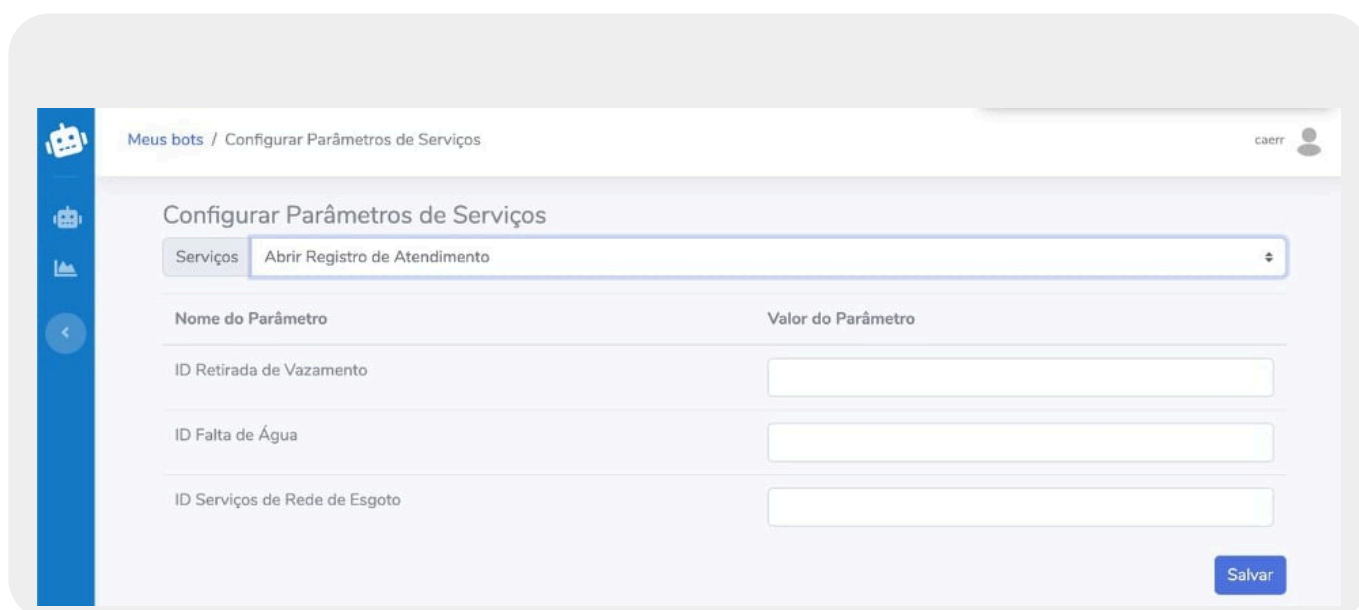 Meus bots / Configurar Parâmetros de Serviços
caerr
Configurar Parâmetros de Serviços
Serviços Abrir Registro de Atendimento
Nome do Parâmetro Valor do Parâmetro
ID Retirada de Vazamento
ID Falta de Água
ID Serviços de Rede de Esgoto
Salvar